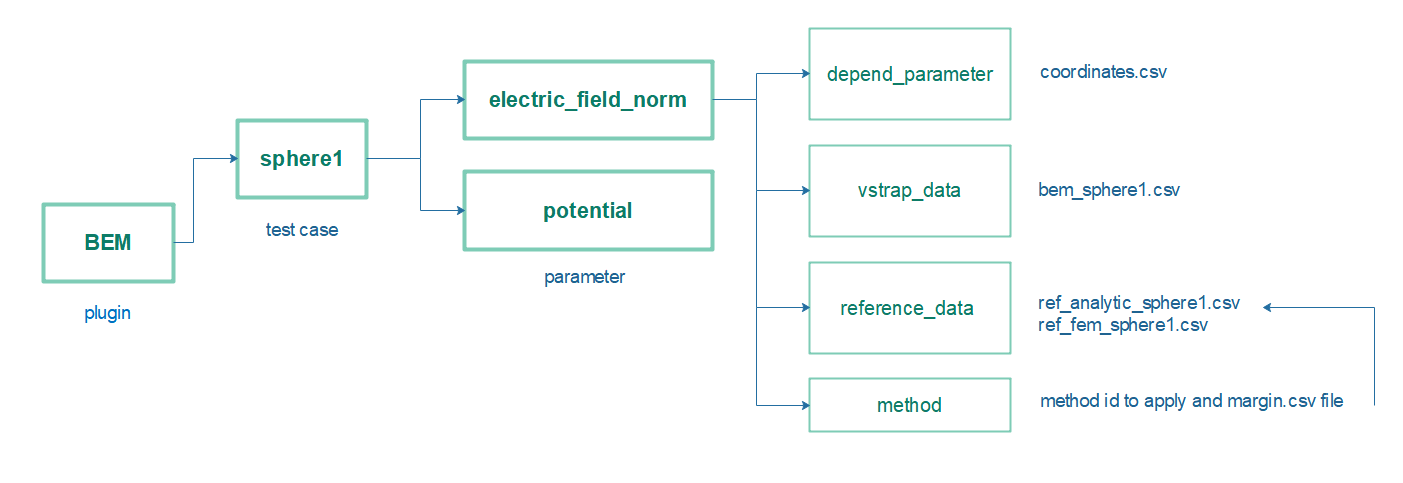 BEM
plugin
sphere1
test case
electric_field_norm
potential
parameter
depend_parameter
coordinates.csv
vstrap_data
bem_sphere1.csv
reference_data
ref_analytic_sphere1.csv
ref_fem_sphere1.csv
method
method id to apply and margin.csv file